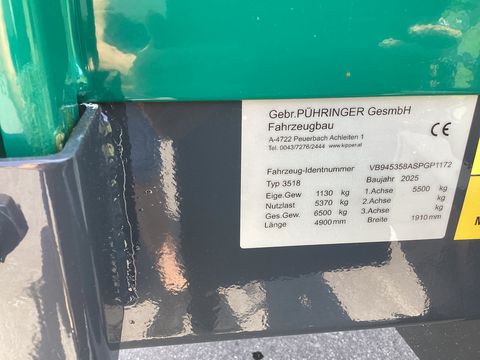 Gebr.PÜHRINGER GesmbH
Fahrzeugbau
A-4722 Peuerbach Achleiten 1
Tel. 0043/7276/2444 www.kipper.at
CE
Fahrzeug-Identnummer VB945358ASPGP1172
Typ 3518 Baujahr 2025
Eige.Gew 1130 kg 1.Achse 5500 kg
Nutzlast 5370 kg 2.Achse kg
Ges.Gew. 6500 kg 3.Achse kg
Länge 4900 mm Breite 1910 mm